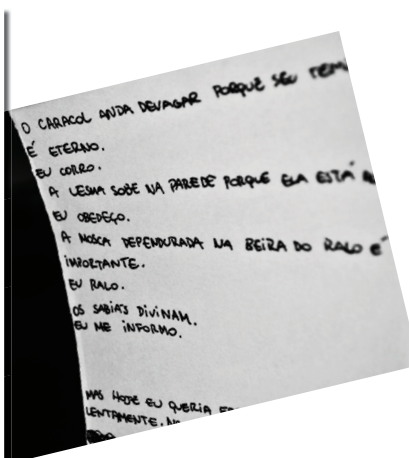 O CARACOL ANDA DEVAGAR PORQUE SEU TEM
É ETERNO.
EU CORRO.
A LESMA SOBE NA PAREDE PORQUE ELA ESTÁ
EU OBEDEÇO.
A MOSCA DEPENDURADA NA BEIRA DO RALO É
IMPORTANTE.
EU RALO.
OS SABIÁS DIVINAM.
EU ME INFORMO.
MAS HOJE EU QUERIA
LENTAMENTE.